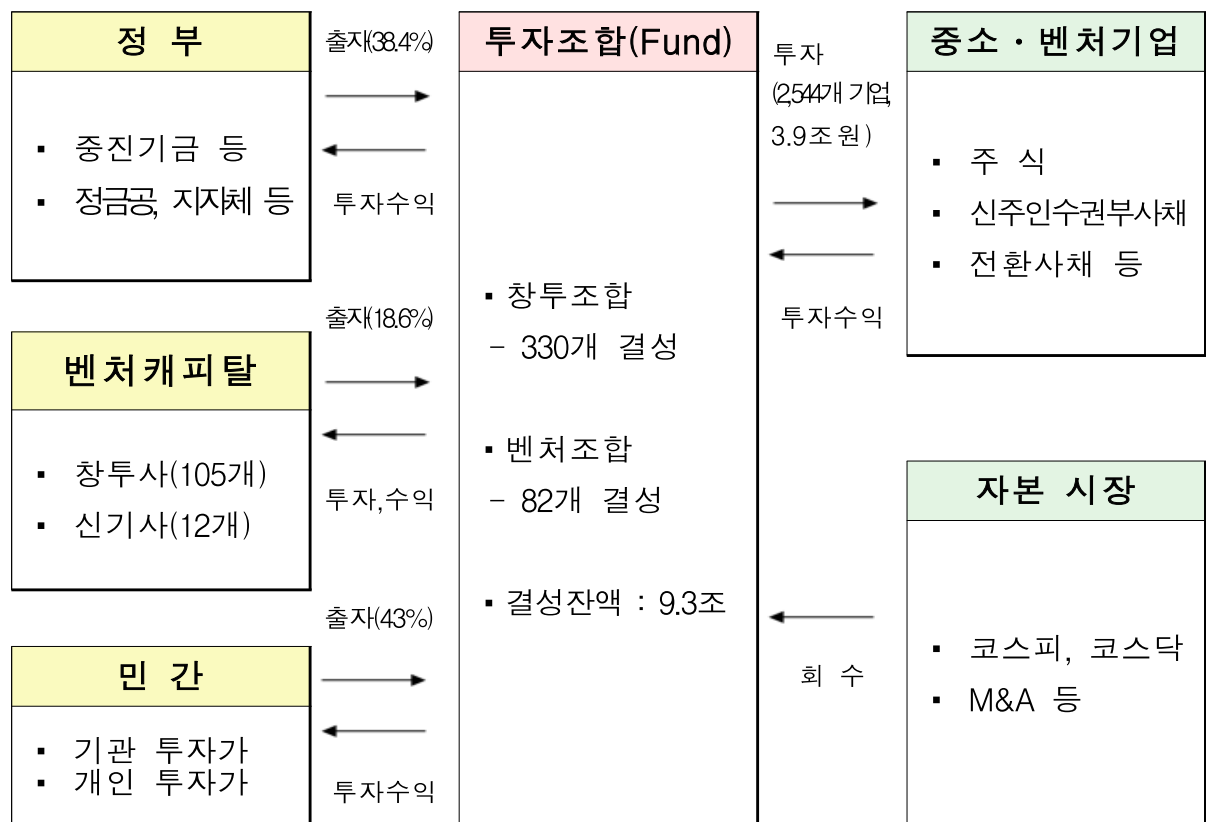 정 부
▪ 중진기금 등
▪ 정금공, 지자체 등
출자(38.4%)
투자수익
벤처캐피탈
▪ 창투사(105개)
▪ 신기사(12개)
출자(18.6%)
투자,수익
민 간
▪ 기관 투자가
▪ 개인 투자가
출자(43%)
투자수익
투자조합(Fund)
▪ 창투조합
- 330개 결성
▪ 벤처조합
- 82개 결성
▪ 결성잔액 : 9.3조
투자
(2,544개 기업,
3.9조원)
투자수익
중소·벤처기업
▪ 주 식
▪ 신주인수권부사채
▪ 전환사채 등
회 수
자본 시장
▪ 코스피, 코스닥
▪ M&A 등